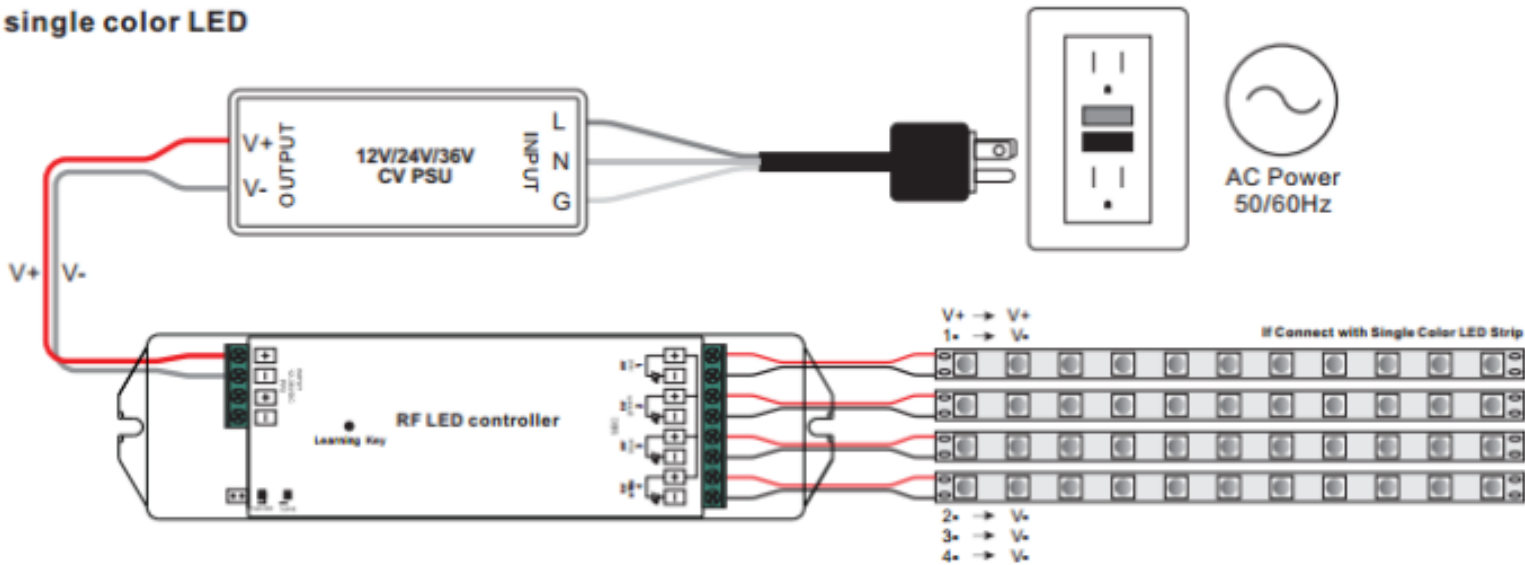 single color LED
V+
V-
OUTPUT
12V/24V/36V
CV PSU
INPUT
L
N
G
AC Power
50/60Hz
V+
V-
V+ → V+
1- → V-
If Connect with Single Color LED Strip
+
-
+
-
RF LED controller
Learning Key
+
-
+
-
+
-
+
-
2- → V-
3- → V-
4- → V-